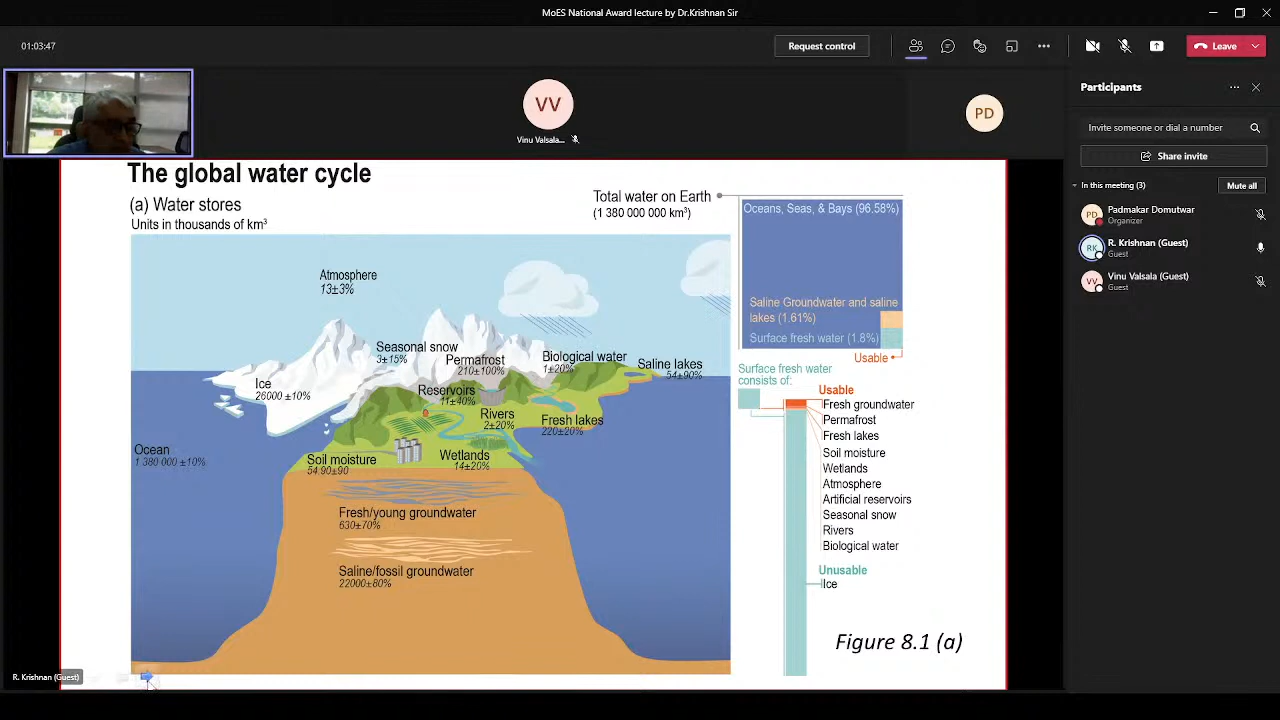 MoES National Award lecture by Dr.Krishnan Sir
01:03:47
Request control
Leave
VV
Vinu Valsala...
PD
Participants
Invite someone or dial a number
Share invite
In this meeting (3)
Mute all
PD
Dinakar Domutwar
Organizer
RK
R. Krishnan (Guest)
Guest
VV
Vinu Valsala (Guest)
Guest
The global water cycle
(a) Water stores
Units in thousands of km³
Total water on Earth
(1 380 000 000 km³)
Oceans, Seas, & Bays (96.58%)
Saline Groundwater and saline
lakes (1.61%)
Surface fresh water (1.8%)
Usable
Atmosphere
13±3%
Seasonal snow
3±15%
Permafrost
210±100%
Biological water
1±20%
Saline lakes
54±90%
Ice
26000 ±10%
Reservoirs
11±40%
Rivers
2±20%
Fresh lakes
220±20%
Ocean
1 380 000 ±10%
Soil moisture
54.90±90
Wetlands
14±20%
Fresh/young groundwater
630±70%
Saline/fossil groundwater
22000±80%
Surface fresh water
consists of:
Usable
Fresh groundwater
Permafrost
Fresh lakes
Soil moisture
Wetlands
Atmosphere
Artificial reservoirs
Seasonal snow
Rivers
Biological water
Unusable
Ice
Figure 8.1 (a)
R. Krishnan (Guest)